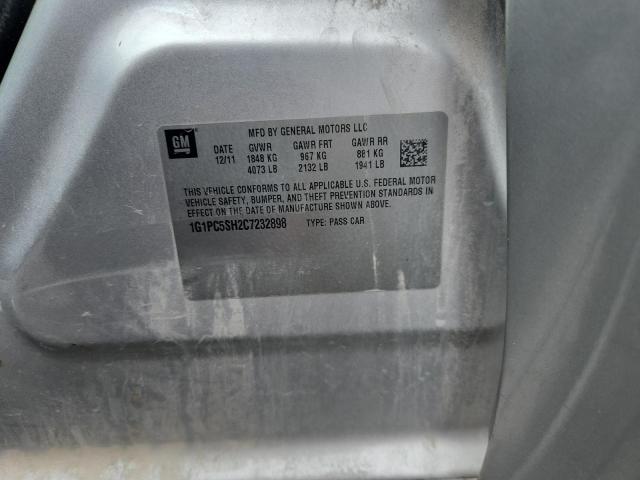 MFD BY GENERAL MOTORS LLC
GM
DATE GVWR GAWR FRT GAWR RR
12/11 1848 KG 967 KG 881 KG
4073 LB 2132 LB 1941 LB
THIS VEHICLE CONFORMS TO ALL APPLICABLE U.S. FEDERAL MOTOR
VEHICLE SAFETY, BUMPER, AND THEFT PREVENTION STANDARDS IN
EFFECT ON THE DATE OF MANUFACTURE SHOWN ABOVE.
1G1PC5SH2C7232898 TYPE: PASS CAR